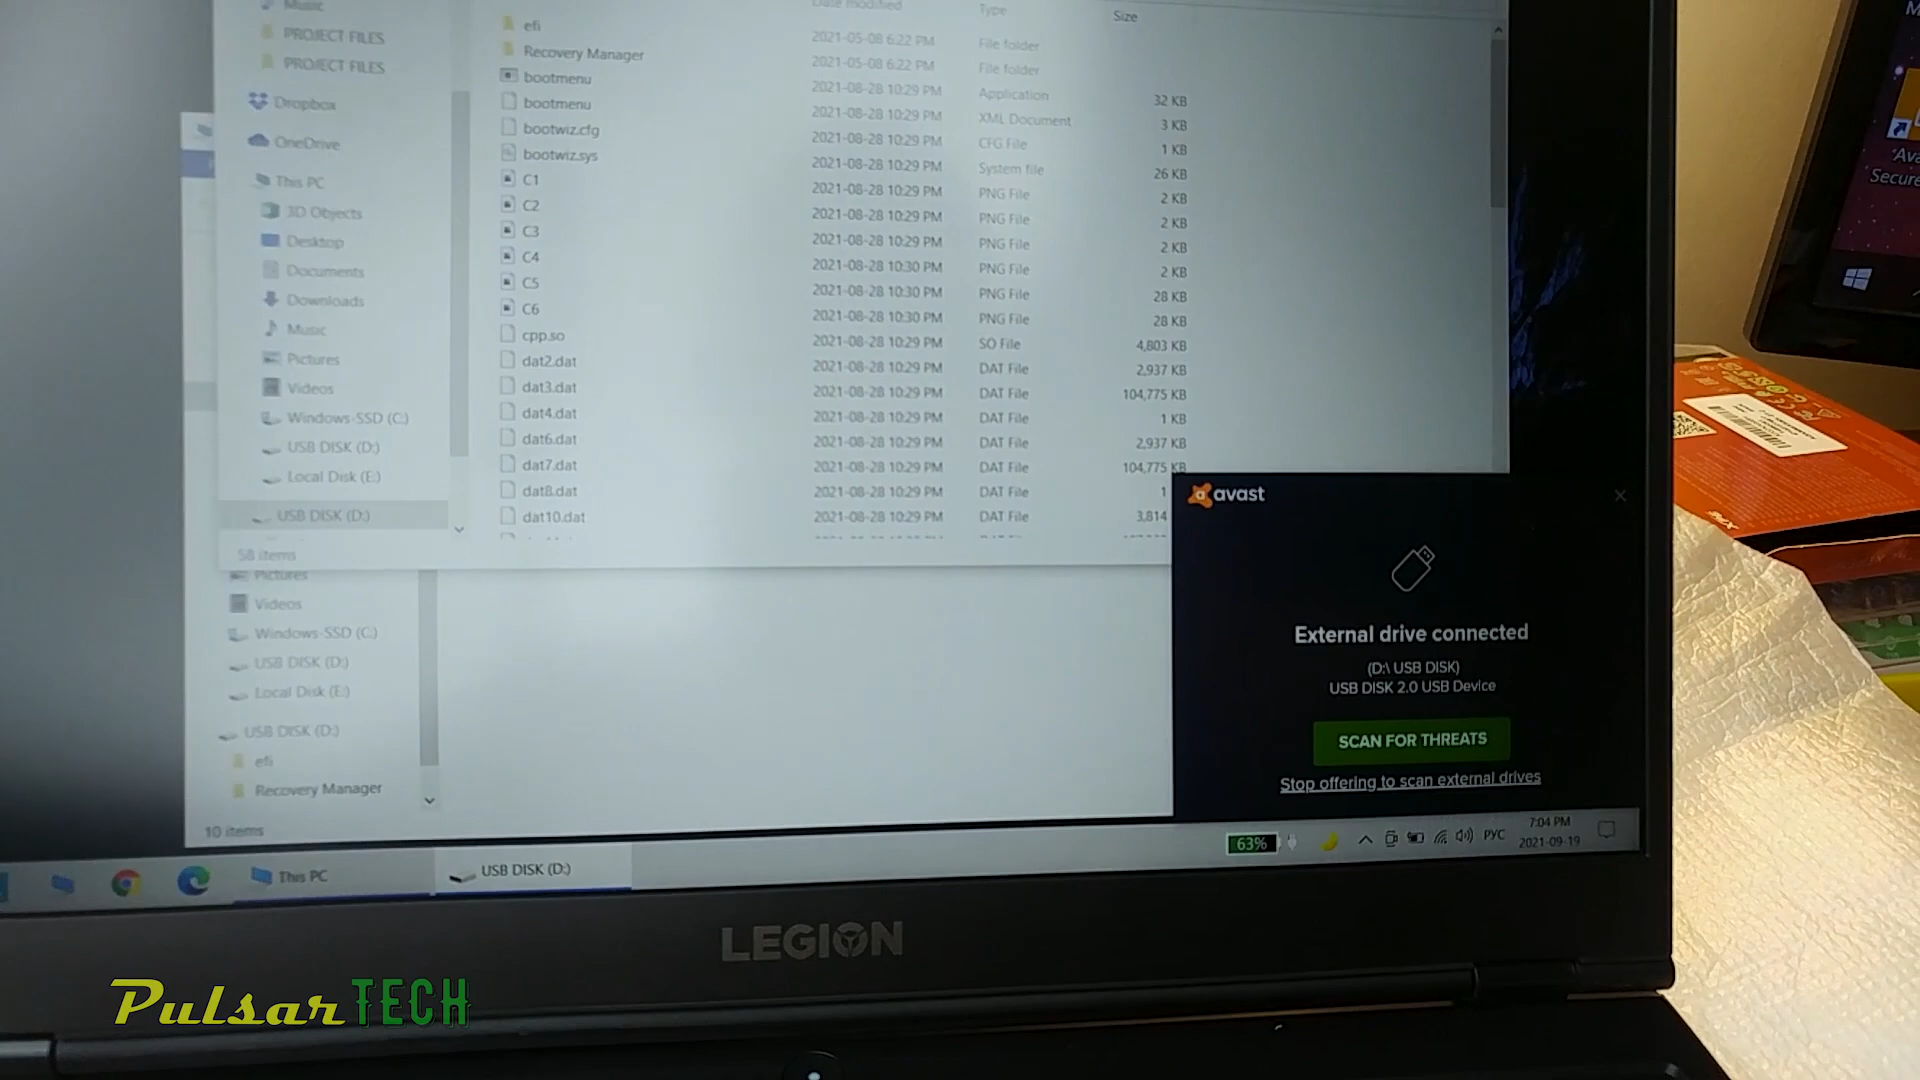 Music
PROJECT FILES
PROJECT FILES
Dropbox
OneDrive
This PC
3D Objects
Desktop
Documents
Downloads
Music
Pictures
Videos
Windows-SSD (C:)
USB DISK (D:)
Local Disk (E:)
USB DISK (D:)
58 items
Date modified Type Size
efi 2021-05-08 6:22 PM File folder
Recovery Manager 2021-05-08 6:22 PM File folder
bootmenu 2021-08-28 10:29 PM Application 32 KB
bootmenu 2021-08-28 10:29 PM XML Document 3 KB
bootwiz.cfg 2021-08-28 10:29 PM CFG File 1 KB
bootwiz.sys 2021-08-28 10:29 PM System file 26 KB
C1 2021-08-28 10:29 PM PNG File 2 KB
C2 2021-08-28 10:29 PM PNG File 2 KB
C3 2021-08-28 10:29 PM PNG File 2 KB
C4 2021-08-28 10:30 PM PNG File 2 KB
C5 2021-08-28 10:30 PM PNG File 28 KB
C6 2021-08-28 10:30 PM PNG File 28 KB
cpp.so 2021-08-28 10:29 PM SO File 4,803 KB
dat2.dat 2021-08-28 10:29 PM DAT File 2,937 KB
dat3.dat 2021-08-28 10:29 PM DAT File 104,775 KB
dat4.dat 2021-08-28 10:29 PM DAT File 1 KB
dat6.dat 2021-08-28 10:29 PM DAT File 2,937 KB
dat7.dat 2021-08-28 10:29 PM DAT File 104,775 KB
dat8.dat 2021-08-28 10:29 PM DAT File 1
dat10.dat 2021-08-28 10:29 PM DAT File 3,814
Pictures
Videos
Windows-SSD (C:)
USB DISK (D:)
Local Disk (E:)
USB DISK (D:)
efi
Recovery Manager
10 items
avast
External drive connected
(D:\ USB DISK)
USB DISK 2.0 USB Device
SCAN FOR THREATS
Stop offering to scan external drives
This PC
USB DISK (D:)
63%
РУС
7:04 PM
2021-09-19
LEGION
Pulsar TECH
Secure